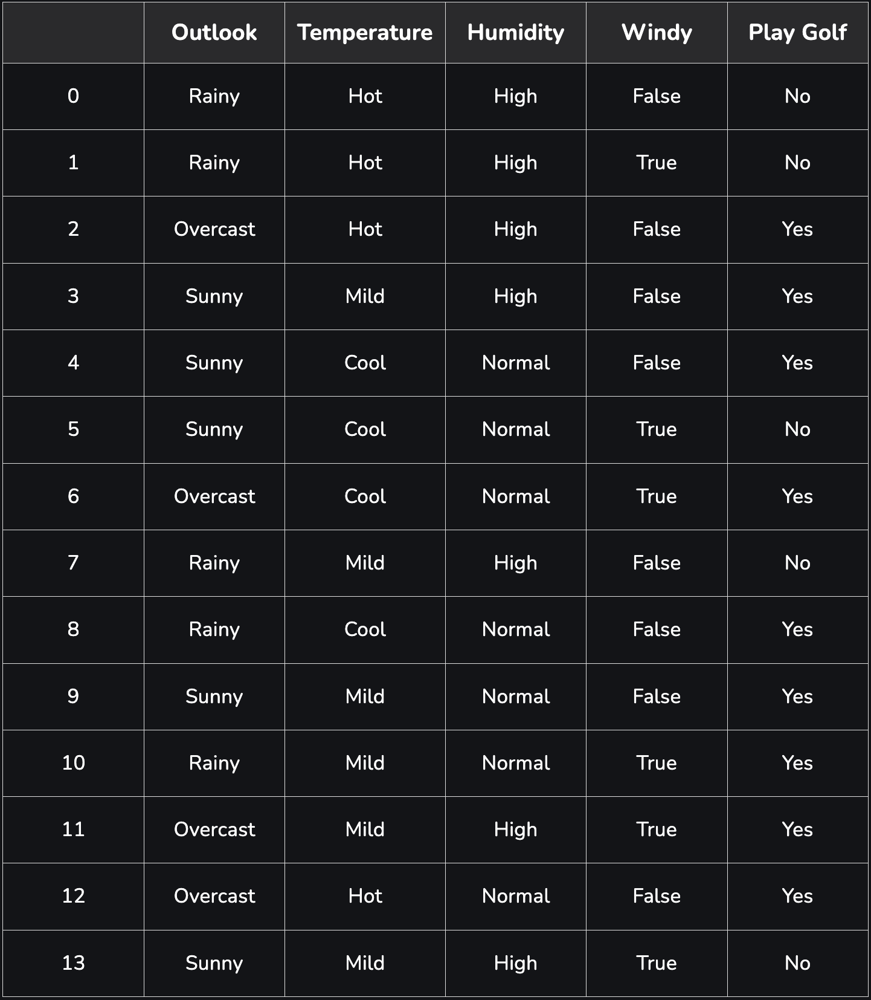 Outlook Temperature Humidity Windy Play Golf
0 Rainy Hot High False No
1 Rainy Hot High True No
2 Overcast Hot High False Yes
3 Sunny Mild High False Yes
4 Sunny Cool Normal False Yes
5 Sunny Cool Normal True No
6 Overcast Cool Normal True Yes
7 Rainy Mild High False No
8 Rainy Cool Normal False Yes
9 Sunny Mild Normal False Yes
10 Rainy Mild Normal True Yes
11 Overcast Mild High True Yes
12 Overcast Hot Normal False Yes
13 Sunny Mild High True No